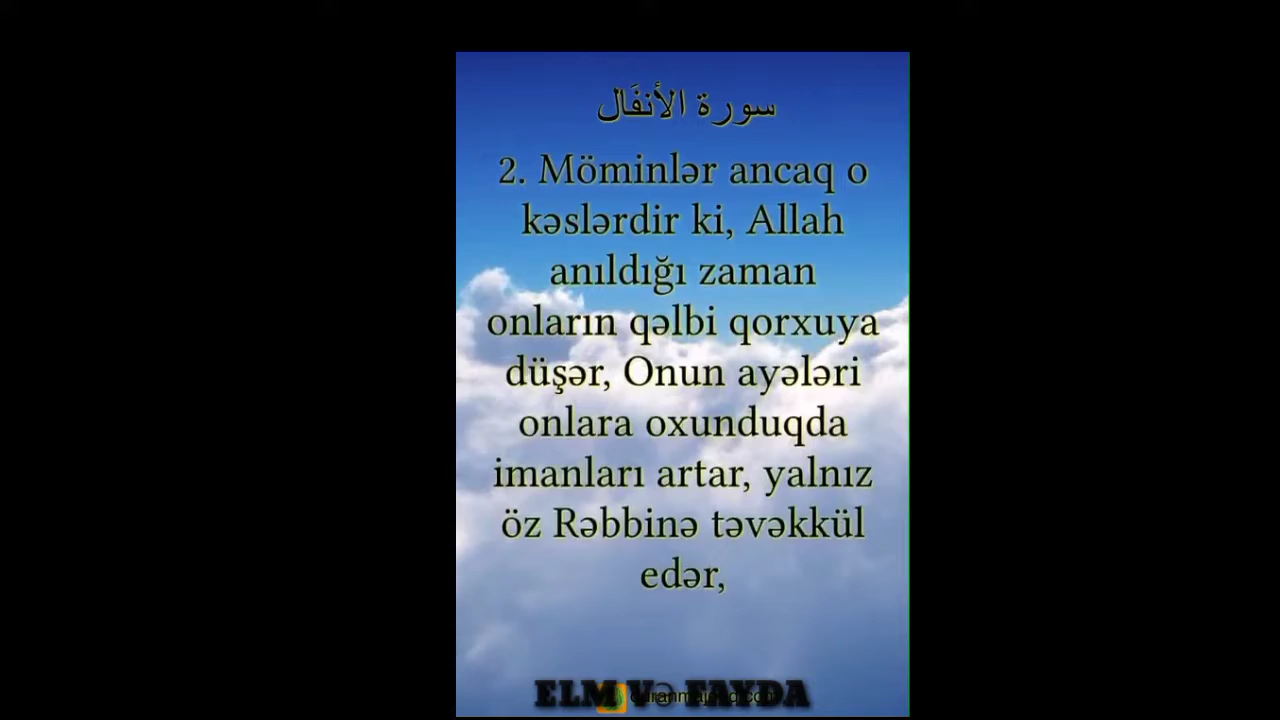 سورة الأنفَال
2. Möminlər ancaq o
kəslərdir ki, Allah
anıldığı zaman
onların qəlbi qorxuya
düşər, Onun ayələri
onlara oxunduqda
imanları artar, yalnız
öz Rəbbinə təvəkkül
edər,
ELM Və FAYDA